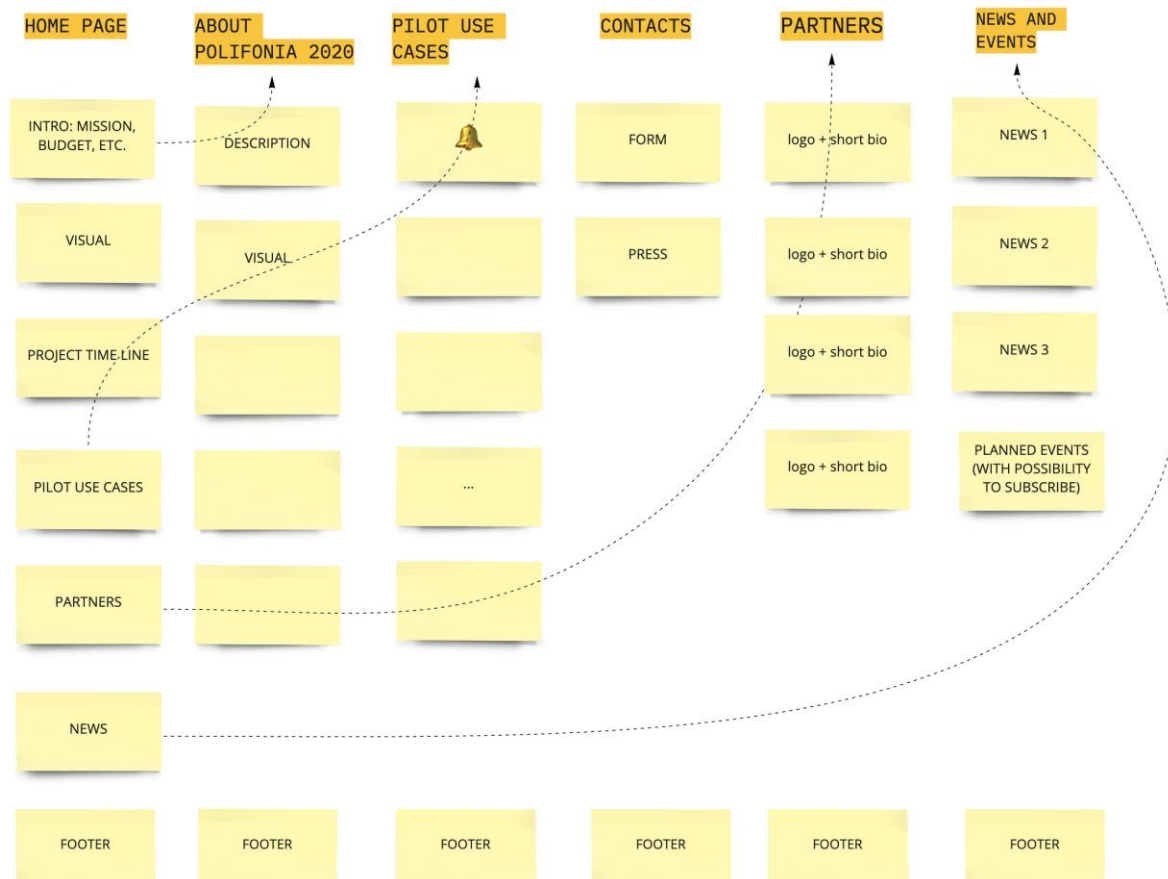 HOME PAGE
ABOUT
POLIFONIA 2020
PILOT USE
CASES
CONTACTS
PARTNERS
NEWS AND
EVENTS
INTRO: MISSION,
BUDGET, ETC.
VISUAL
PROJECT TIME LINE
PILOT USE CASES
PARTNERS
NEWS
FOOTER
DESCRIPTION
VISUAL
FOOTER
...
FOOTER
FORM
PRESS
FOOTER
logo + short bio
logo + short bio
logo + short bio
logo + short bio
FOOTER
NEWS 1
NEWS 2
NEWS 3
PLANNED EVENTS
(WITH POSSIBILITY
TO SUBSCRIBE)
FOOTER